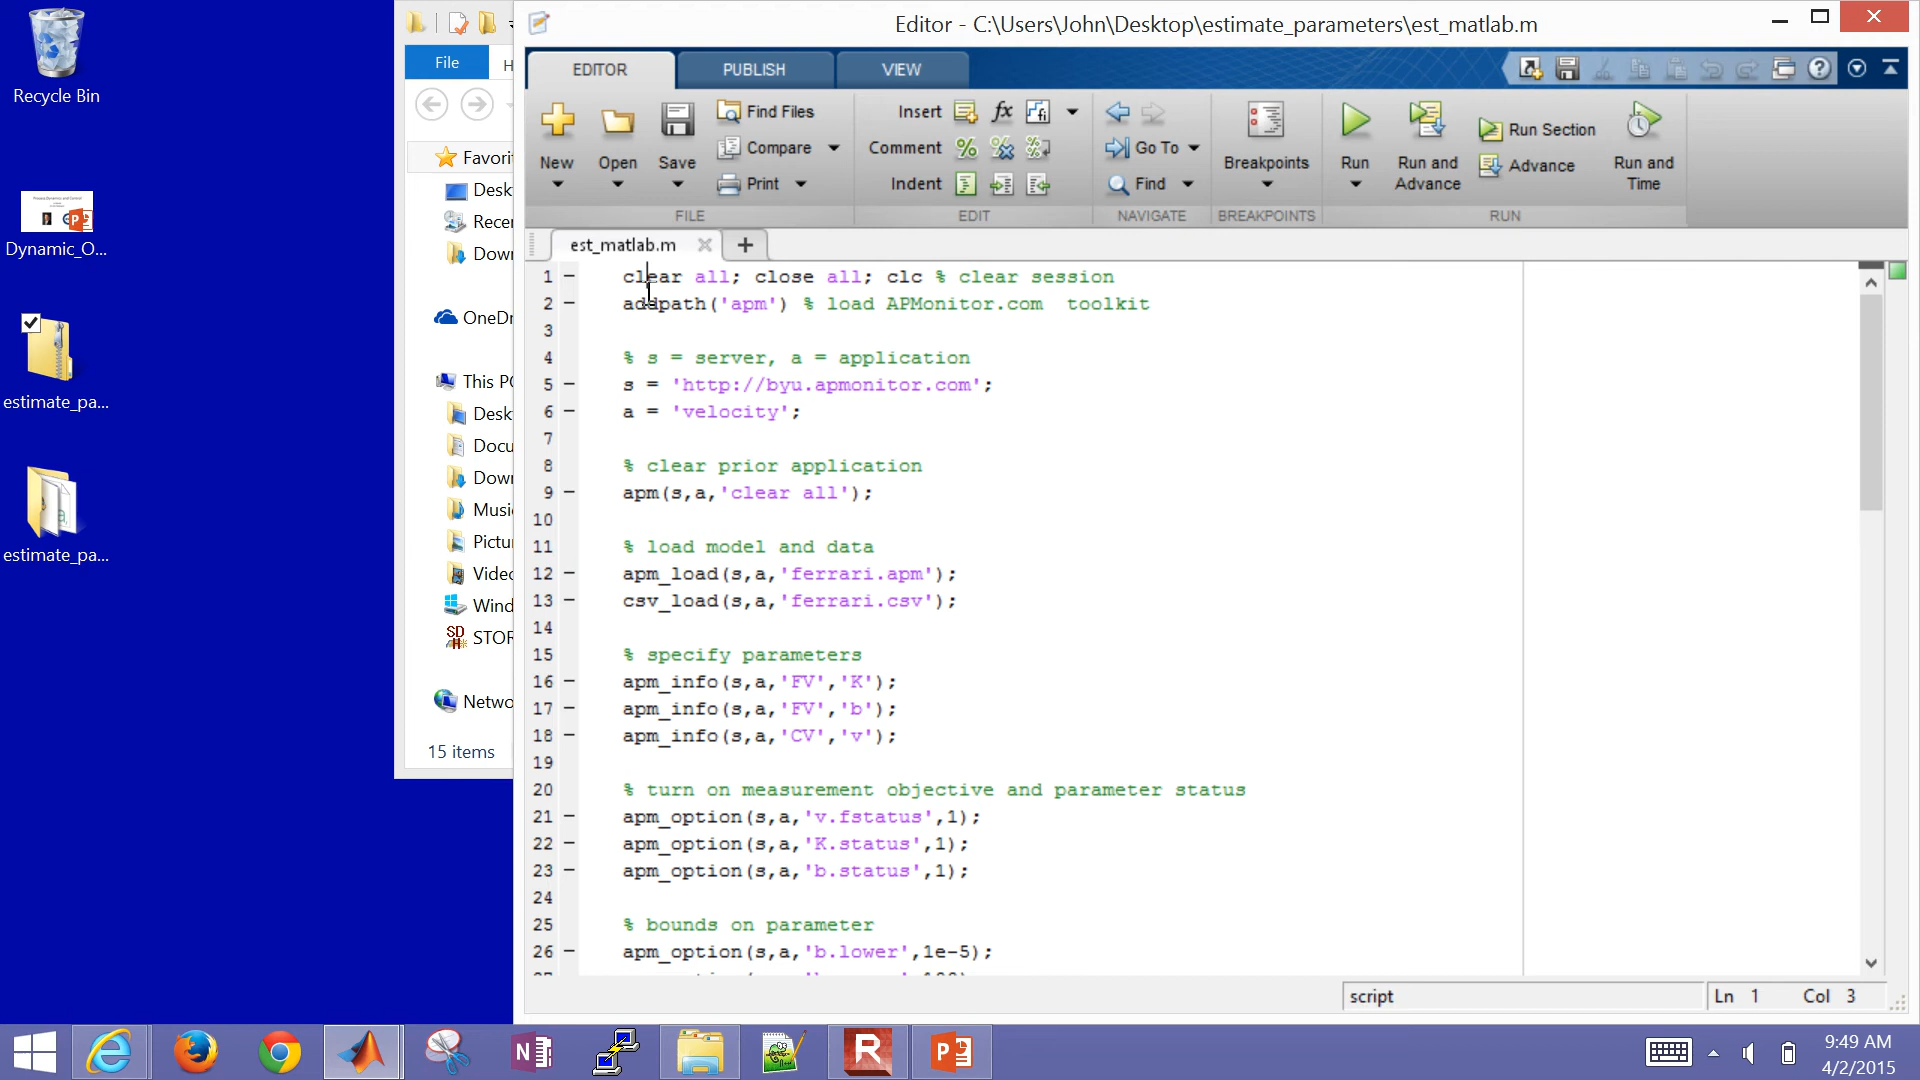 Recycle Bin
Dynamic_O...
estimate_pa...
estimate_pa...
File
Favorit
Desk
Recer
Down
OneDr
This PC
Desk
Docu
Down
Music
Pictur
Video
Wind
STOR
Netwo
15 items
Editor - C:\Users\John\Desktop\estimate_parameters\est_matlab.m
EDITOR PUBLISH VIEW
New Open Save
Find Files
Compare
Print
FILE
Insert
Comment
Indent
EDIT
Go To
Find
NAVIGATE
Breakpoints
BREAKPOINTS
Run
Run and Advance
Run Section
Advance
Run and Time
RUN
est_matlab.m
1 clear all; close all; clc % clear session
2 addpath('apm') % load APMonitor.com  toolkit
3
4 % s = server, a = application
5 s = 'http://byu.apmonitor.com';
6 a = 'velocity';
7
8 % clear prior application
9 apm(s,a,'clear all');
10
11 % load model and data
12 apm_load(s,a,'ferrari.apm');
13 csv_load(s,a,'ferrari.csv');
14
15 % specify parameters
16 apm_info(s,a,'FV','K');
17 apm_info(s,a,'FV','b');
18 apm_info(s,a,'CV','v');
19
20 % turn on measurement objective and parameter status
21 apm_option(s,a,'v.fstatus',1);
22 apm_option(s,a,'K.status',1);
23 apm_option(s,a,'b.status',1);
24
25 % bounds on parameter
26 apm_option(s,a,'b.lower',1e-5);
script
Ln 1 Col 3
9:49 AM
4/2/2015